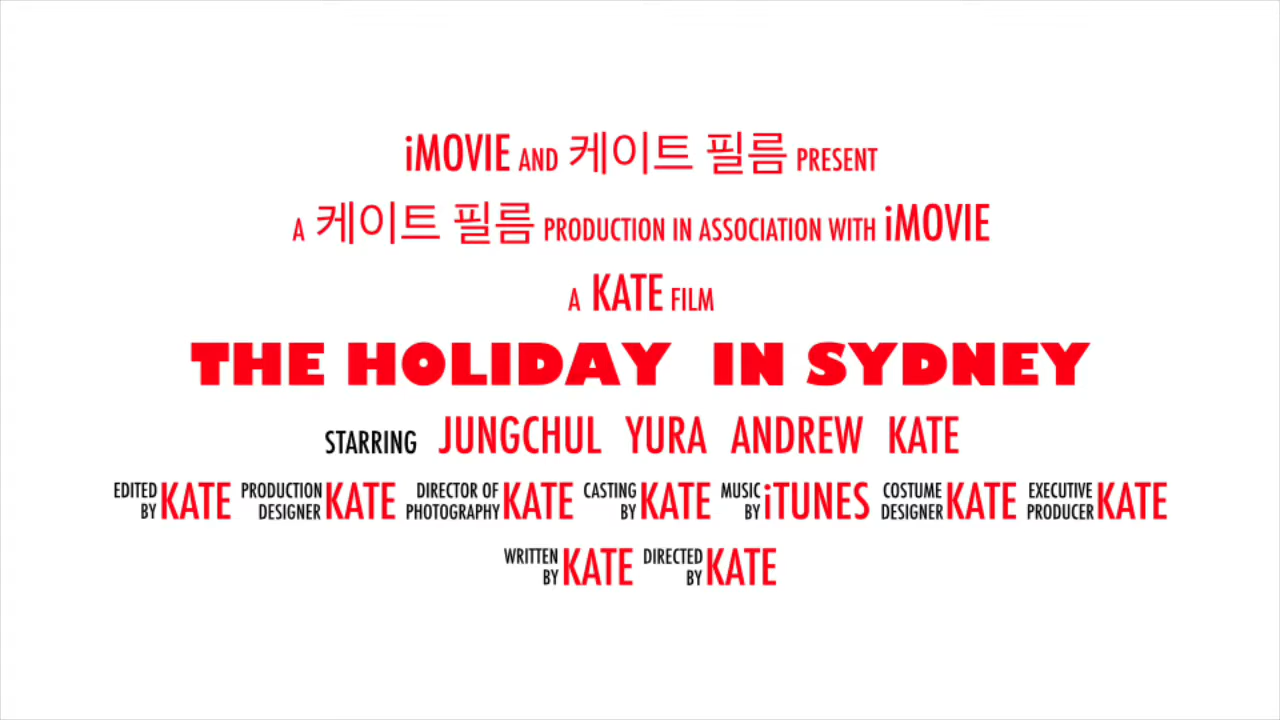 iMOVIE AND 케이트 필름 PRESENT
A 케이트 필름 PRODUCTION IN ASSOCIATION WITH iMOVIE
A KATE FILM
THE HOLIDAY IN SYDNEY
STARRING JUNGCHUL YURA ANDREW KATE
EDITED BY KATE PRODUCTION DESIGNER KATE DIRECTOR OF PHOTOGRAPHY KATE CASTING BY KATE MUSIC BY iTUNES COSTUME DESIGNER KATE EXECUTIVE PRODUCER KATE
WRITTEN BY KATE DIRECTED BY KATE